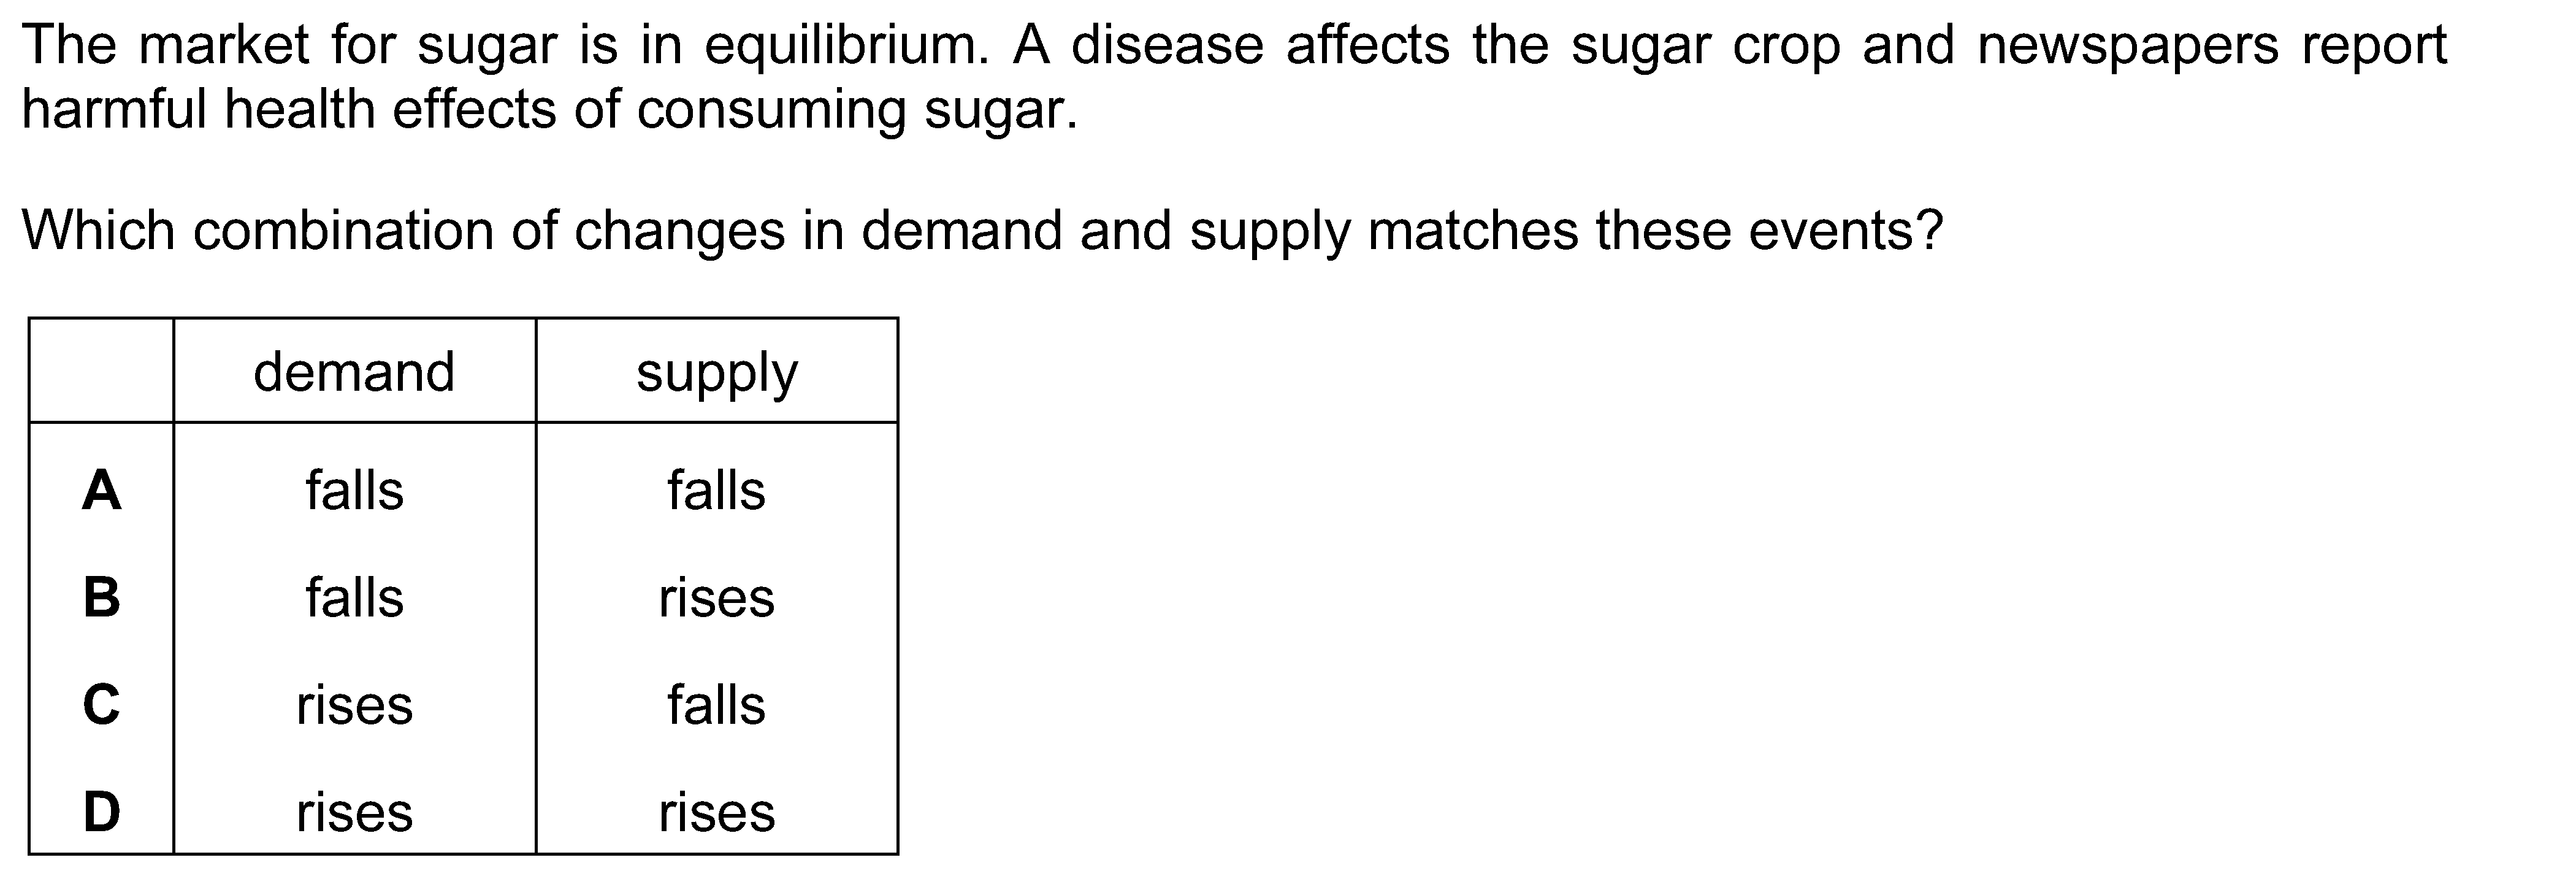 The market for sugar is in equilibrium. A disease affects the sugar crop and newspapers report
harmful health effects of consuming sugar.
Which combination of changes in demand and supply matches these events?
demand supply
A falls falls
B falls rises
C rises falls
D rises rises